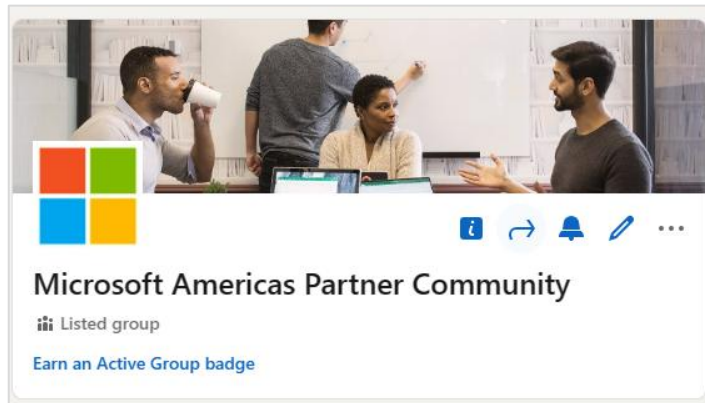 Microsoft Americas Partner Community
Listed group
Earn an Active Group badge